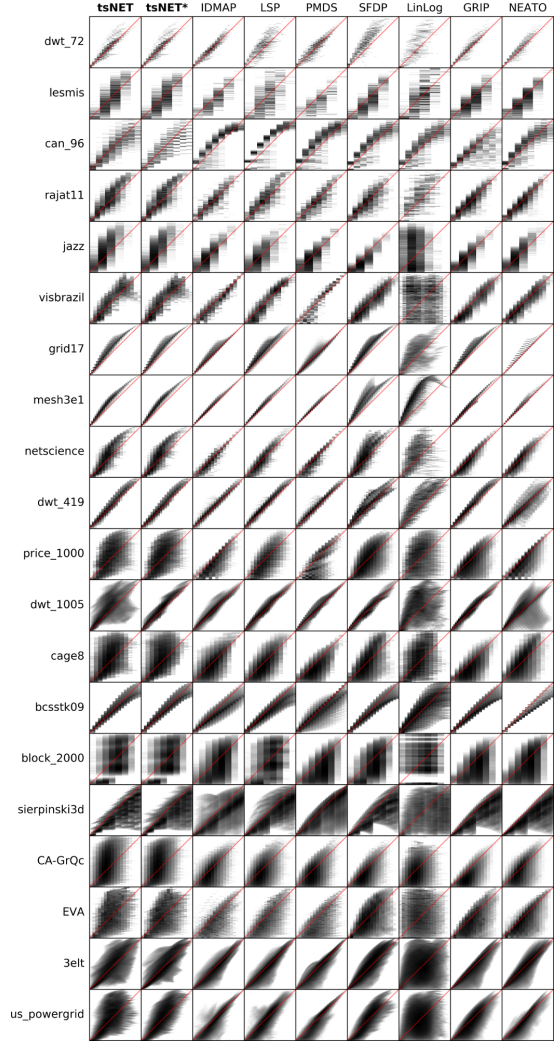 tsNET tsNET* IDMAP LSP PMDS SFDP LinLog GRIP NEATO
dwt_72
lesmis
can_96
rajat11
jazz
visbrazil
grid17
mesh3e1
netscience
dwt_419
price_1000
dwt_1005
cage8
bcsstk09
block_2000
sierpinski3d
CA-GrQc
EVA
3elt
us_powergrid